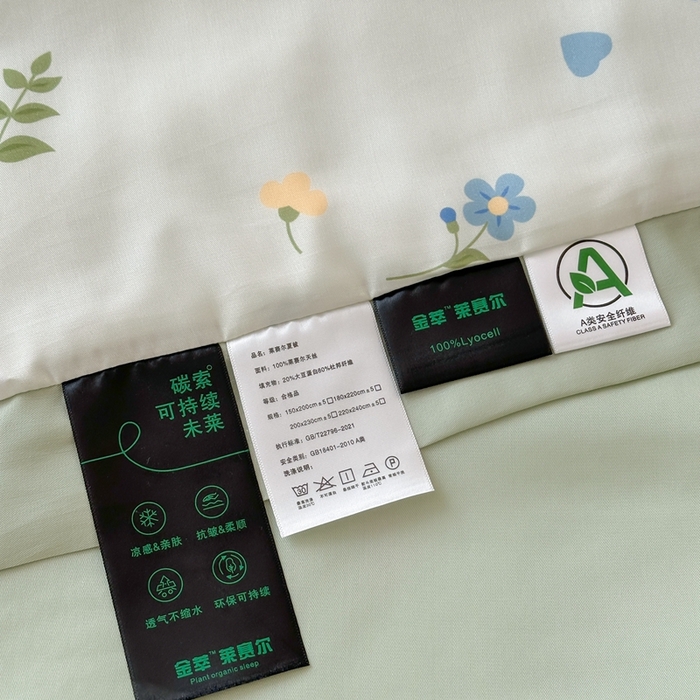 碳索°
可持续
未莱
凉感&亲肤
抗皱&柔顺
透气不缩水
环保可持续
金萃™ 莱赛尔
Plant organic sleep
品名：莱赛尔夏被
面料：100%莱赛尔天丝
填充物：20%大豆蛋白80%杜邦纤维
等级：合格品
规格：150x200cm±5□180x220cm±5□
200x230cm±5□220x240cm±5□
执行标准：GB/T22796-2021
安全类别：GB18401-2010 A类
洗涤说明：
30
P
金萃™ 莱赛尔
100%Lyocell
A
A类安全纤维
CLASS A SAFETY FIBER